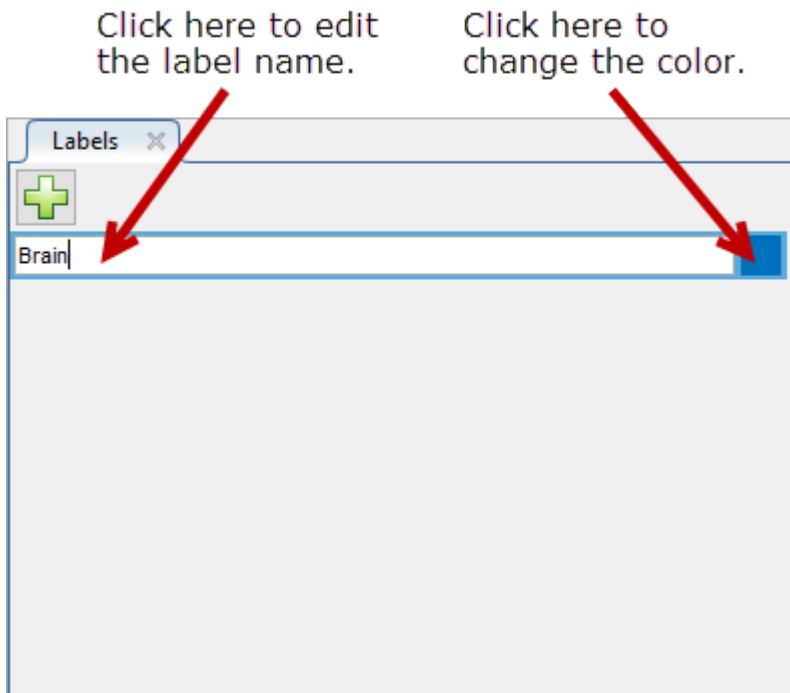 Click here to edit
the label name.
Click here to
change the color.
Labels
Brain